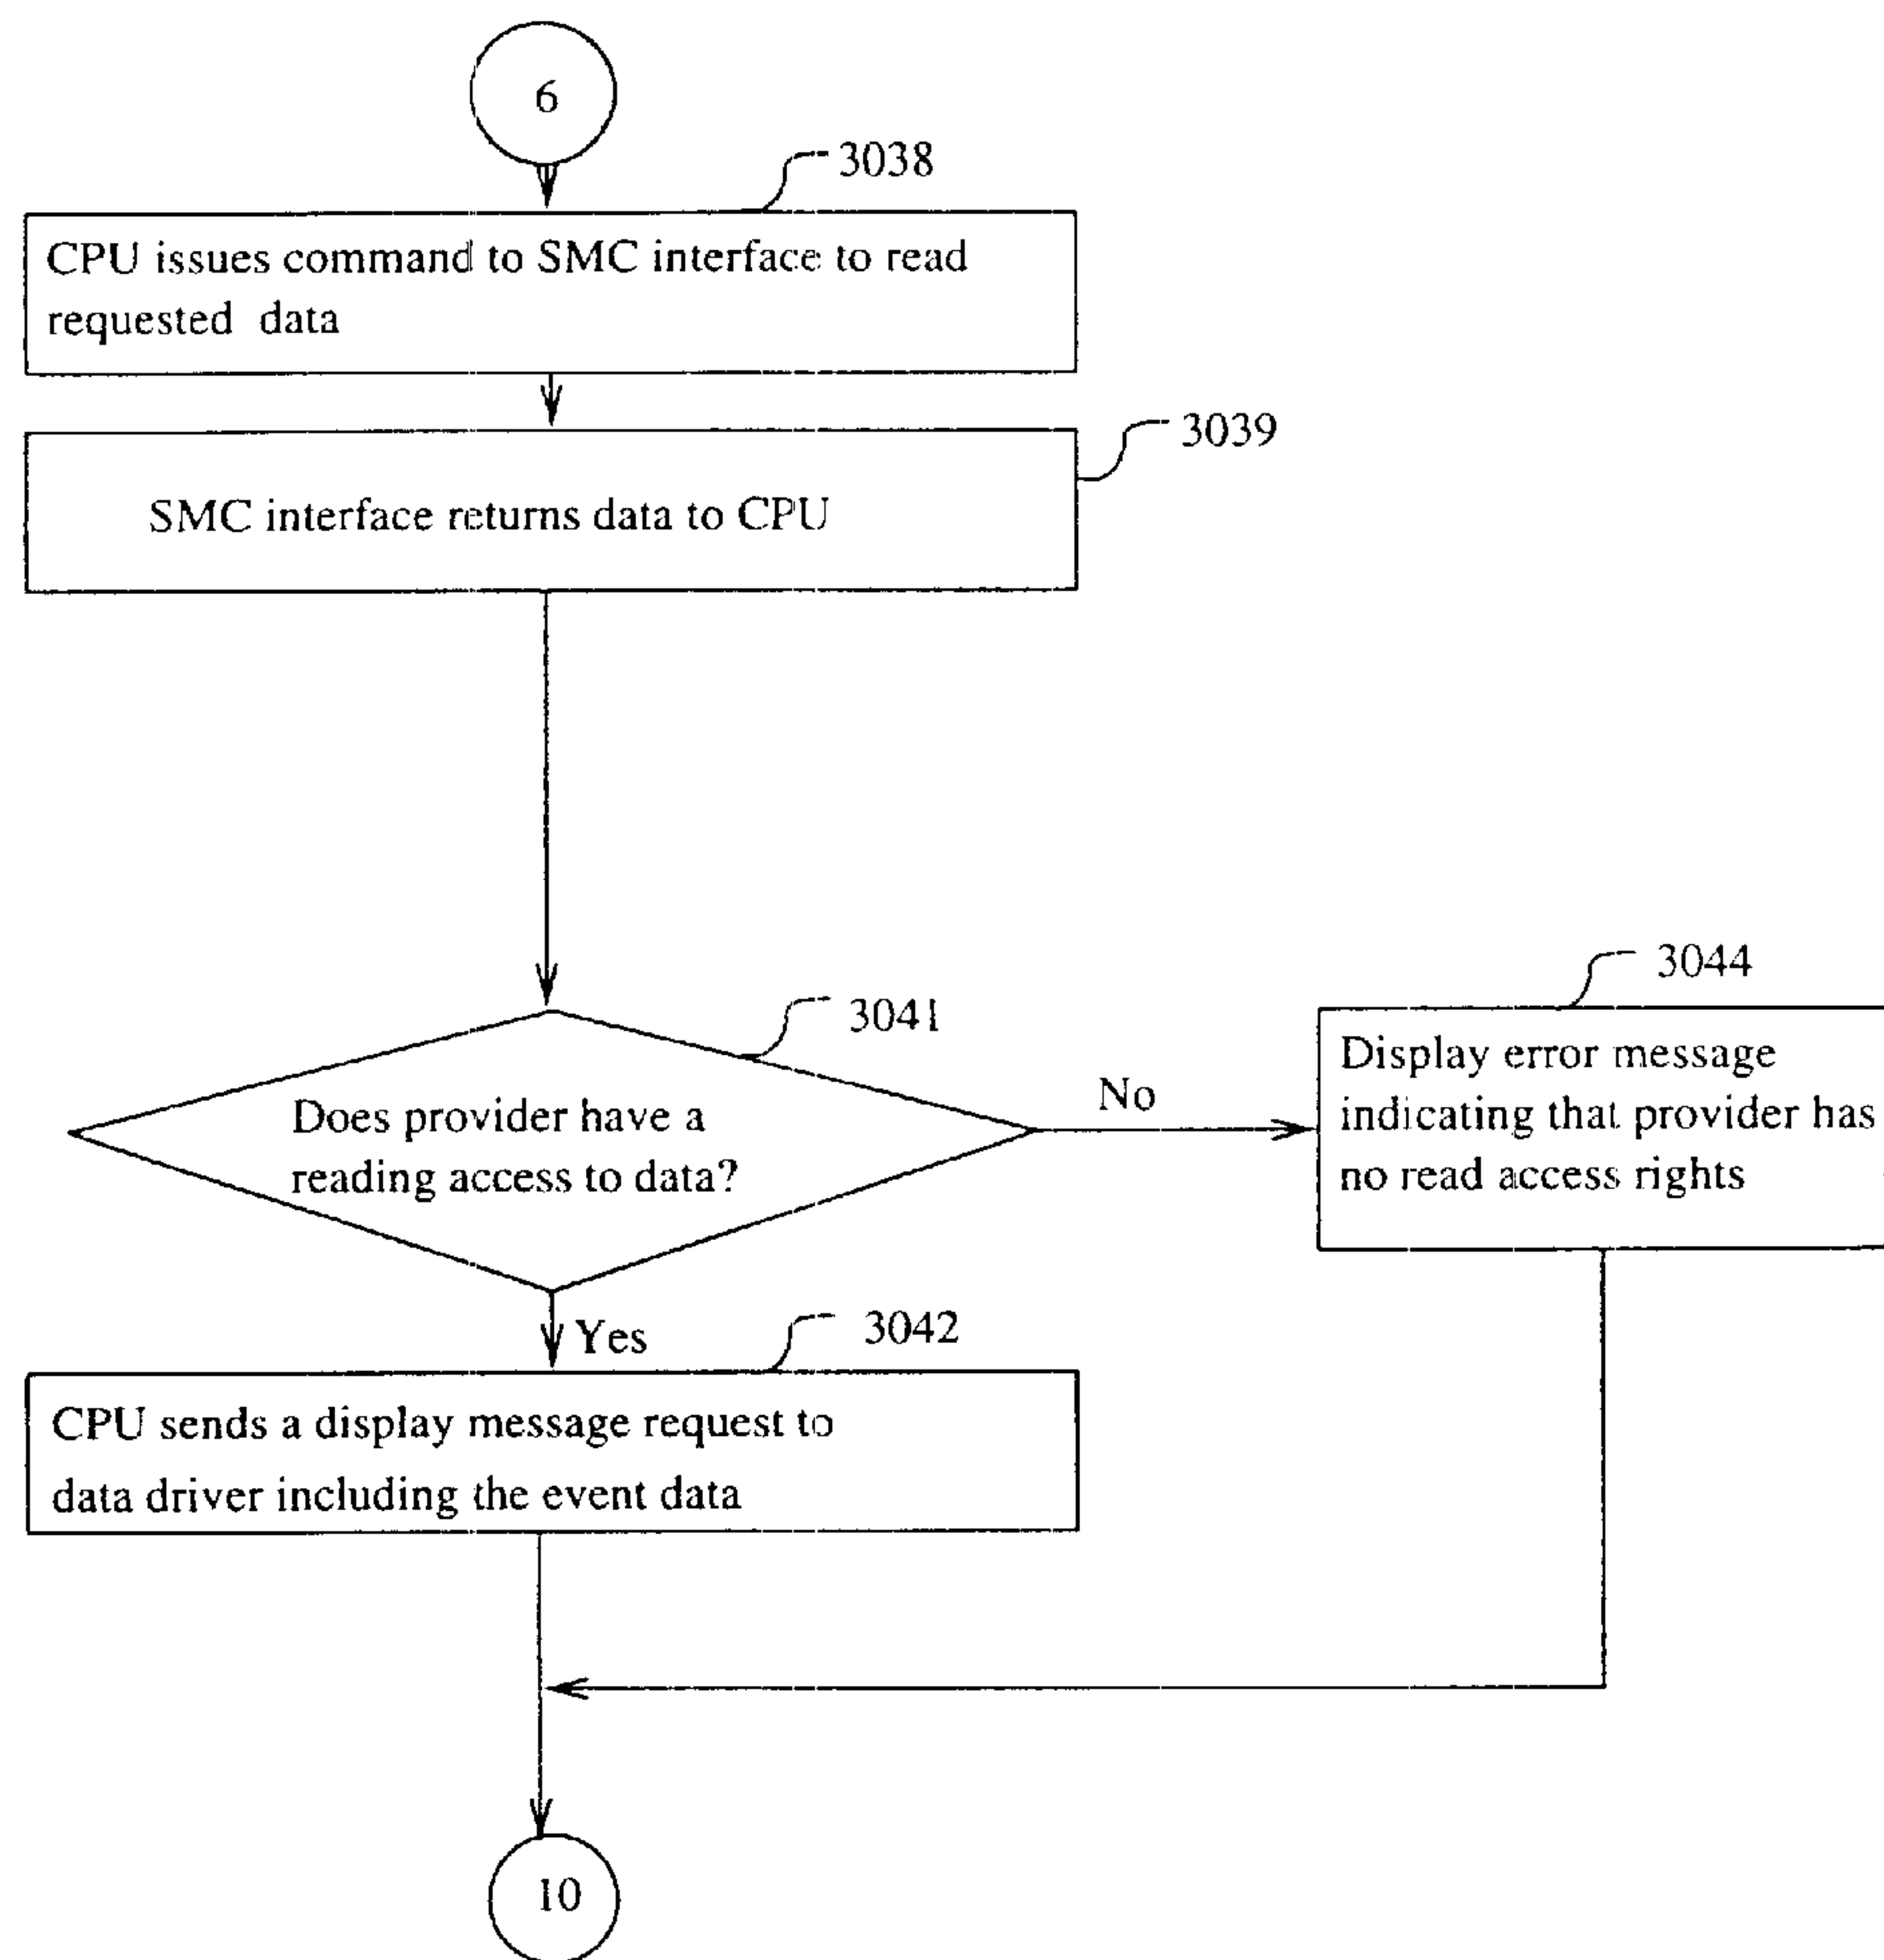 6
3038
CPU issues command to SMC interface to read
requested data
3039
SMC interface returns data to CPU
3041
Does provider have a
reading access to data?
No
3044
Display error message
indicating that provider has
no read access rights
Yes
3042
CPU sends a display message request to
data driver including the event data
10